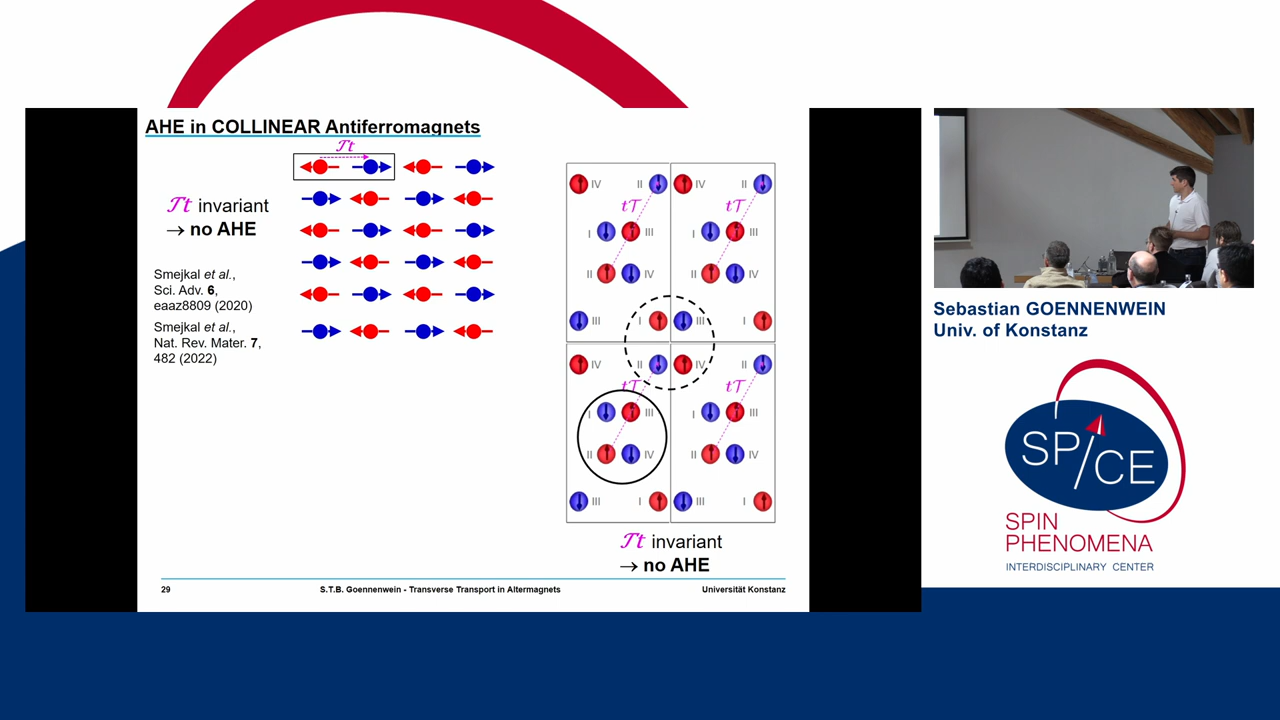 AHE in COLLINEAR Antiferromagnets
𝒯t
𝒯t invariant
→ no AHE
Smejkal et al.,
Sci. Adv. 6,
eaaz8809 (2020)
Smejkal et al.,
Nat. Rev. Mater. 7,
482 (2022)
IV II IV II
t𝒯 t𝒯
I III I III
II IV II IV
III I III I
IV II IV II
t𝒯 t𝒯
I III I III
II IV II IV
III I III I
𝒯t invariant
→ no AHE
29 S.T.B. Goennenwein - Transverse Transport in Altermagnets Universität Konstanz
Sebastian GOENNENWEIN
Univ. of Konstanz
SP/CE
SPIN
PHENOMENA
INTERDISCIPLINARY CENTER